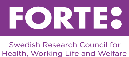 FORTE:
Swedish Research Council for
Health, Working Life and Welfare